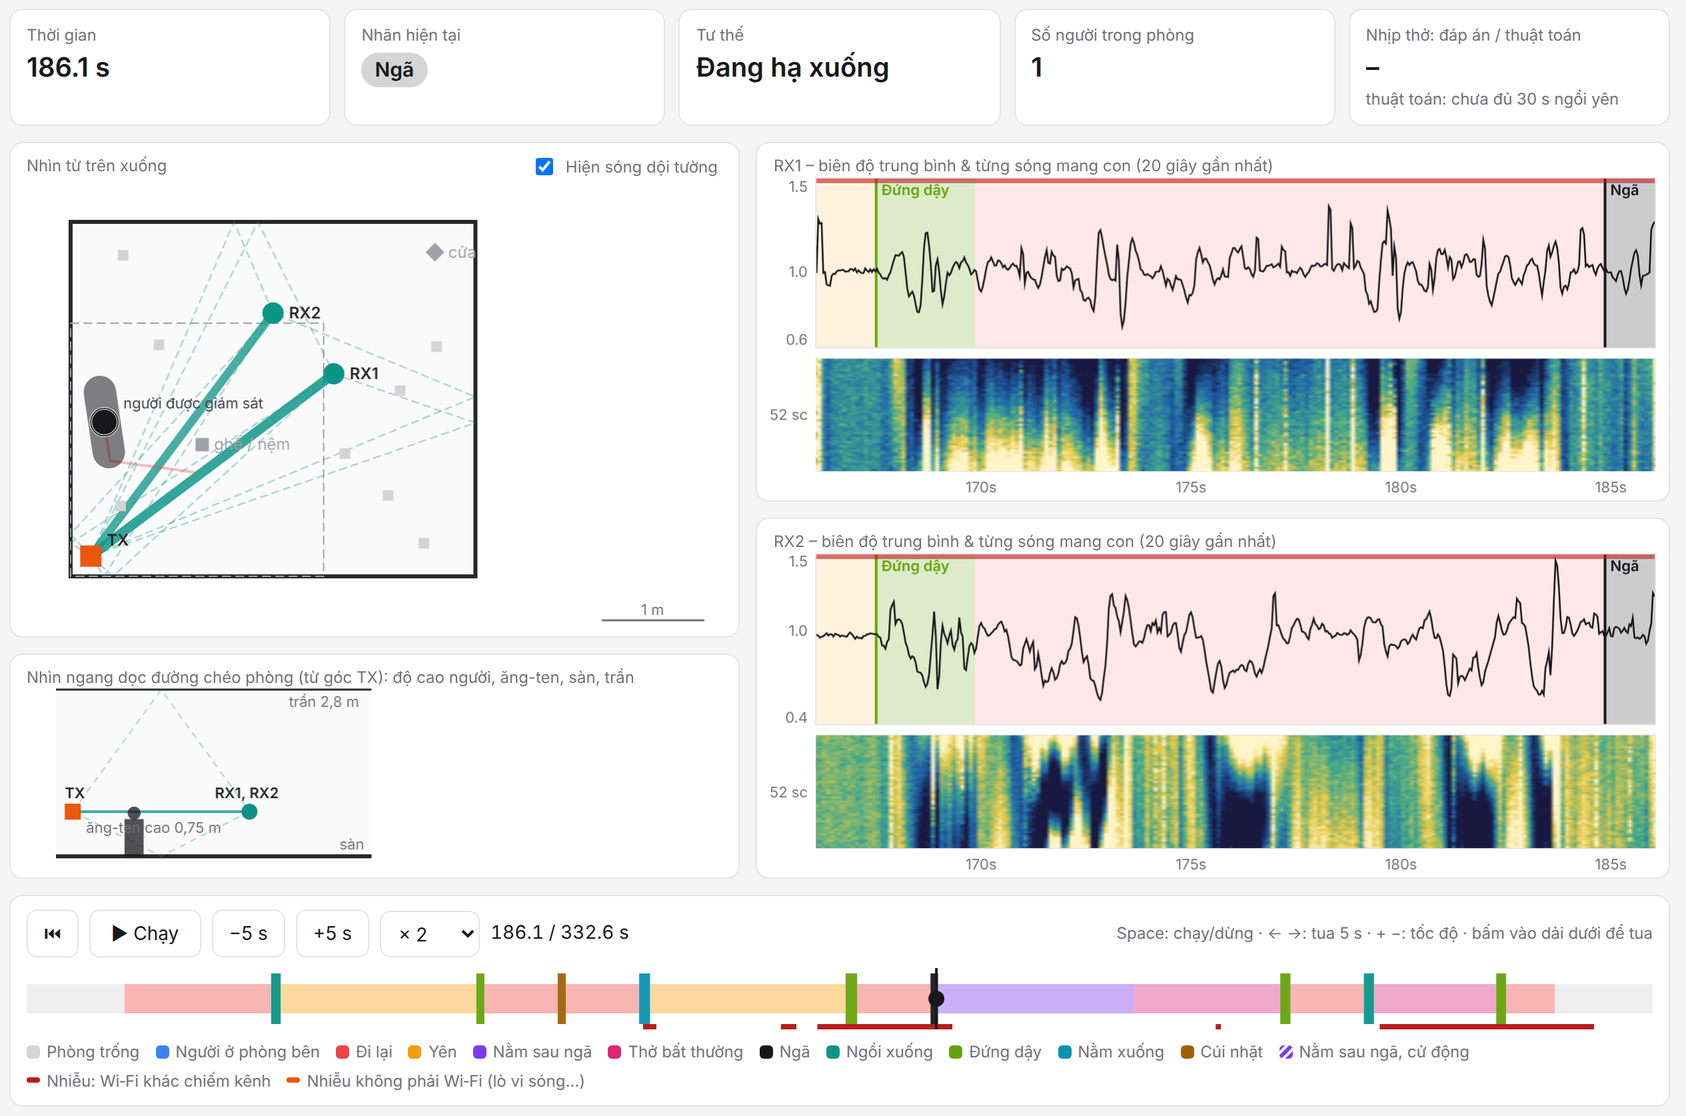 Thời gian
186.1 s
Nhãn hiện tại
Ngã
Tư thế
Đang hạ xuống
Số người trong phòng
1
Nhịp thở: đáp án / thuật toán
–
thuật toán: chưa đủ 30 s ngồi yên
Nhìn từ trên xuống
Hiện sóng dội tường
cửa
RX2
RX1
người được giám sát
ghế / nệm
TX
1 m
RX1 – biên độ trung bình & từng sóng mang con (20 giây gần nhất)
1.5
Đứng dậy
Ngã
1.0
0.6
52 sc
170s
175s
180s
185s
RX2 – biên độ trung bình & từng sóng mang con (20 giây gần nhất)
1.5
Đứng dậy
Ngã
1.0
0.4
52 sc
170s
175s
180s
185s
Nhìn ngang dọc đường chéo phòng (từ góc TX): độ cao người, ăng-ten, sàn, trần
trần 2,8 m
TX
RX1, RX2
ăng-ten cao 0,75 m
sàn
⏮
▶ Chạy
−5 s
+5 s
× 2
186.1 / 332.6 s
Space: chạy/dừng · ← →: tua 5 s · + −: tốc độ · bấm vào dải dưới để tua
Phòng trống
Người ở phòng bên
Đi lại
Yên
Nằm sau ngã
Thở bất thường
Ngã
Ngồi xuống
Đứng dậy
Nằm xuống
Cúi nhặt
Nằm sau ngã, cử động
Nhiễu: Wi-Fi khác chiếm kênh
Nhiễu không phải Wi-Fi (lò vi sóng...)